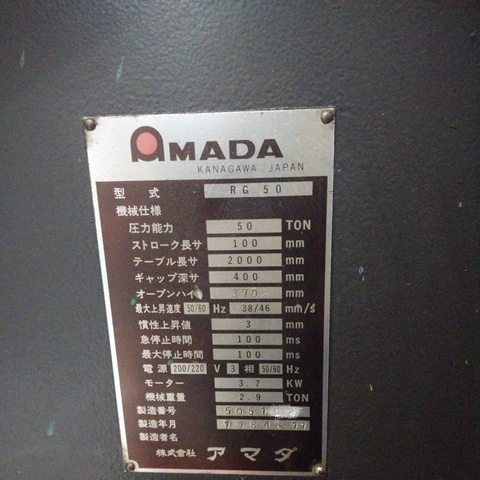 AMADA
KANAGAWA JAPAN
型式 RG 50
機械仕様
圧力能力 50 TON
ストローク長サ 100 mm
テーブル長サ 2000 mm
ギャップ深サ 400 mm
オープンハイ 370 mm
最大上昇速度 50/60 Hz 38/46 mm/s
慣性上昇値 3 mm
急停止時間 100 ms
最大停止時間 100 ms
電源 200/220 V 3 相 50/60 Hz
モーター 3.7 KW
機械重量 2.9 TON
製造番号
製造年月
製造者名
株式会社 アマダ